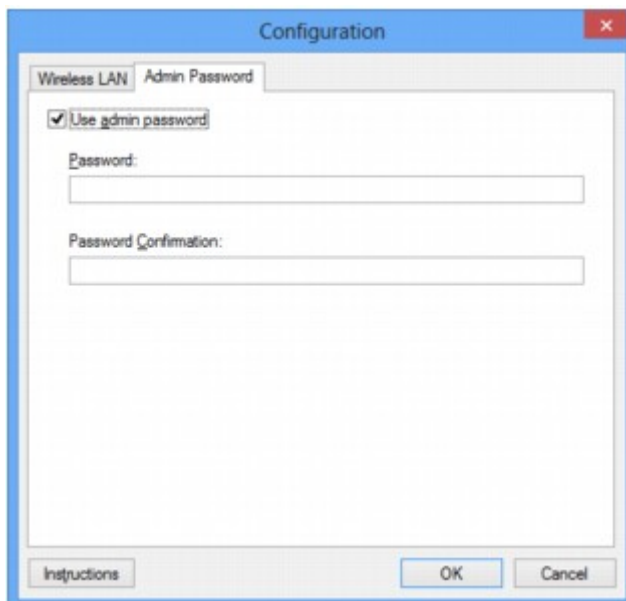 Configuration
Wireless LAN Admin Password
Use admin password
Password:
Password Confirmation:
Instructions OK Cancel